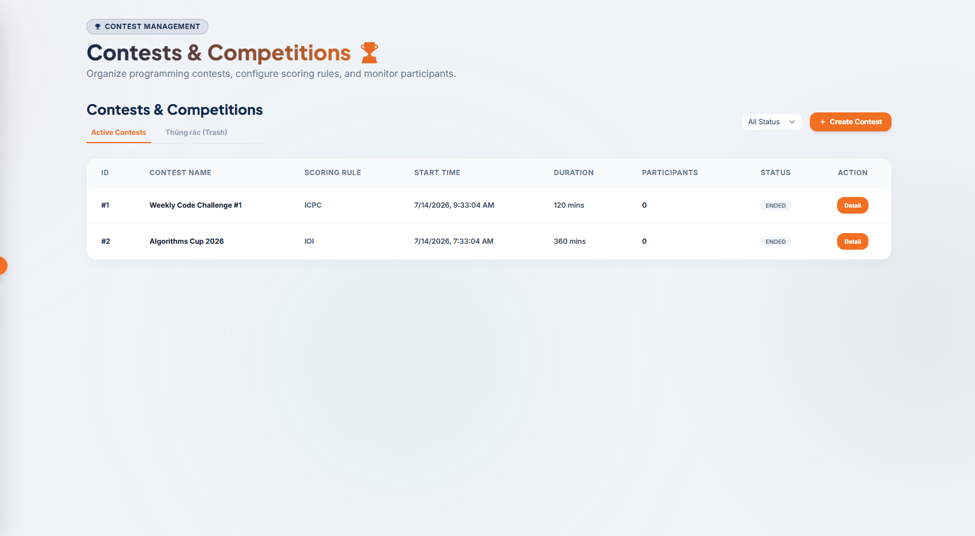 CONTEST MANAGEMENT
Contests & Competitions
Organize programming contests, configure scoring rules, and monitor participants.
Contests & Competitions
Active Contests Thùng rác (Trash)
All Status + Create Contest
ID CONTEST NAME SCORING RULE START TIME DURATION PARTICIPANTS STATUS ACTION
#1 Weekly Code Challenge #1 ICPC 7/14/2026, 9:33:04 AM 120 mins 0 ENDED Detail
#2 Algorithms Cup 2026 IOI 7/14/2026, 7:33:04 AM 360 mins 0 ENDED Detail